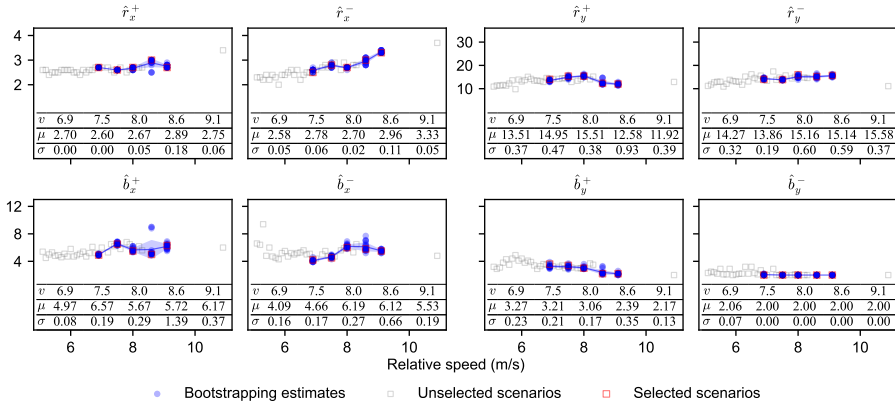 r̂ₓ⁺ r̂ₓ⁻ r̂ᵧ⁺ r̂ᵧ⁻
4 30
3 20
2 10
v 6.9 7.5 8.0 8.6 9.1 v 6.9 7.5 8.0 8.6 9.1 v 6.9 7.5 8.0 8.6 9.1 v 6.9 7.5 8.0 8.6 9.1
μ 2.70 2.60 2.67 2.89 2.75 μ 2.58 2.78 2.70 2.96 3.33 μ 13.51 14.95 15.51 12.58 11.92 μ 14.27 13.86 15.16 15.14 15.58
σ 0.00 0.00 0.05 0.18 0.06 σ 0.05 0.06 0.02 0.11 0.05 σ 0.37 0.47 0.38 0.93 0.39 σ 0.32 0.19 0.60 0.59 0.37
b̂ₓ⁺ b̂ₓ⁻ b̂ᵧ⁺ b̂ᵧ⁻
12
8
4
v 6.9 7.5 8.0 8.6 9.1 v 6.9 7.5 8.0 8.6 9.1 v 6.9 7.5 8.0 8.6 9.1 v 6.9 7.5 8.0 8.6 9.1
μ 4.97 6.57 5.67 5.72 6.17 μ 4.09 4.66 6.19 6.12 5.53 μ 3.27 3.21 3.06 2.39 2.17 μ 2.06 2.00 2.00 2.00 2.00
σ 0.08 0.19 0.29 1.39 0.37 σ 0.16 0.17 0.27 0.66 0.19 σ 0.23 0.21 0.17 0.35 0.13 σ 0.07 0.00 0.00 0.00 0.00
6 8 10 6 8 10 6 8 10 6 8 10
Relative speed (m/s)
Bootstrapping estimates Unselected scenarios Selected scenarios